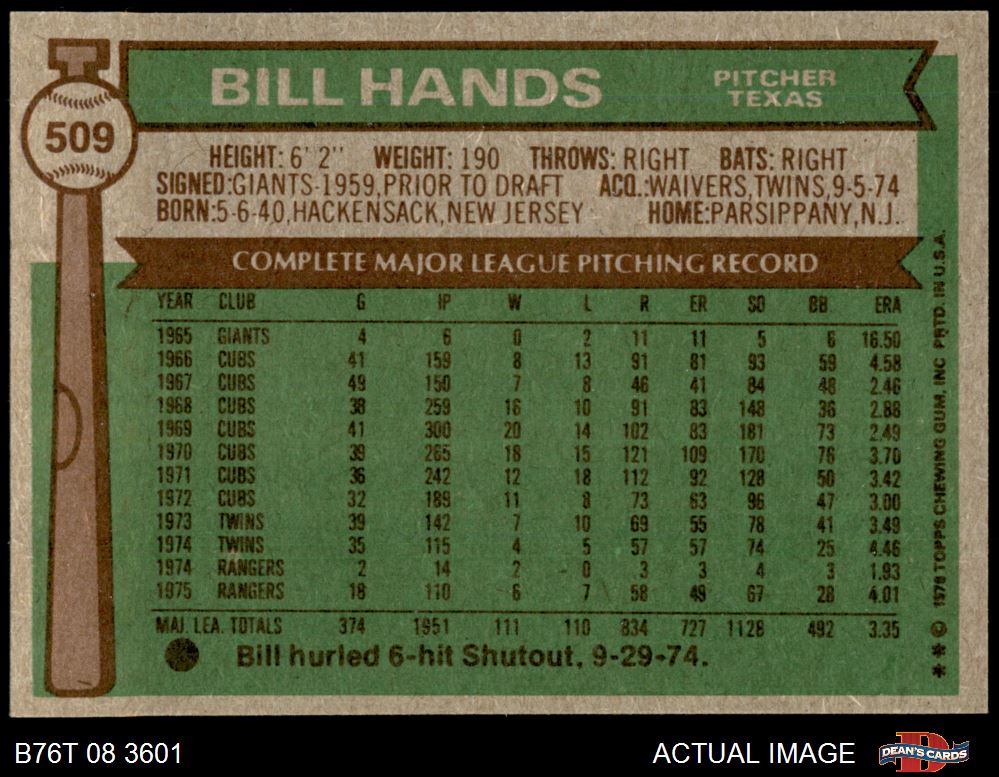 509
BILL HANDS
PITCHER
TEXAS
HEIGHT: 6' 2" WEIGHT: 190 THROWS: RIGHT BATS: RIGHT
SIGNED:GIANTS-1959,PRIOR TO DRAFT ACQ.:WAIVERS,TWINS,9-5-74
BORN:5-6-40,HACKENSACK,NEW JERSEY HOME:PARSIPPANY,N.J.
COMPLETE MAJOR LEAGUE PITCHING RECORD
YEAR CLUB G IP W L R ER SO BB ERA
1965 GIANTS 4 6 0 2 11 11 5 6 16.50
1966 CUBS 41 159 8 13 91 81 93 59 4.58
1967 CUBS 49 150 7 8 46 41 84 48 2.46
1968 CUBS 38 259 16 10 91 83 148 36 2.88
1969 CUBS 41 300 20 14 102 83 181 73 2.49
1970 CUBS 39 265 18 15 121 109 170 76 3.70
1971 CUBS 36 242 12 18 112 92 128 50 3.42
1972 CUBS 32 189 11 8 73 63 96 47 3.00
1973 TWINS 39 142 7 10 69 55 78 41 3.49
1974 TWINS 35 115 4 5 57 57 74 25 4.46
1974 RANGERS 2 14 2 0 3 3 4 3 1.93
1975 RANGERS 18 110 6 7 58 49 67 28 4.01
MAJ. LEA. TOTALS 374 1951 111 110 834 727 1128 492 3.35
Bill hurled 6-hit Shutout, 9-29-74.
** © 1976 TOPPS CHEWING GUM, INC PRTD. IN U.S.A.
B76T 08 3601
ACTUAL IMAGE
DEAN'S CARDS